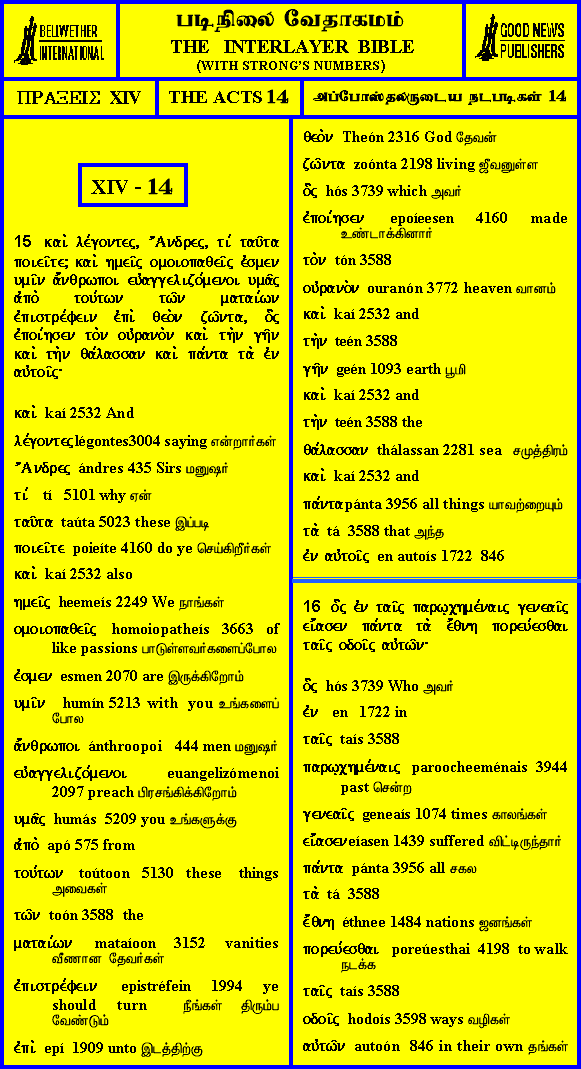 BELLWETHER
INTERNATIONAL
படிநிலை வேதாகமம்
THE INTERLAYER BIBLE
(WITH STRONG'S NUMBERS)
GOOD NEWS
PUBLISHERS
ΠΡΑΞΕΙΣ XIV
THE ACTS 14
அப்போஸ்தலருடைய நடபடிகள் 14
XIV - 14
15 καὶ λέγοντες, Ἄνδρες, τί ταῦτα
ποιεῖτε; καὶ ημεῖς ομοιοπαθεῖς ἐσμεν
υμῖν ἄνθρωποι εὐαγγελιζόμενοι υμᾶς
ἀπὸ τούτων τῶν ματαίων
ἐπιστρέφειν ἐπὶ θεὸν ζῶντα, ὃς
ἐποίησεν τὸν οὐρανὸν καὶ τὴν γῆν
καὶ τὴν θάλασσαν καὶ πάντα τὰ ἐν
αὐτοῖς·
καὶ kaí 2532 And
λέγοντες légontes3004 saying என்றார்கள்
Ἄνδρες ándres 435 Sirs மனுஷர்
τί tí 5101 why ஏன்
ταῦτα taúta 5023 these இப்படி
ποιεῖτε poieíte 4160 do ye செய்கிறீர்கள்
καὶ kaí 2532 also
ημεῖς heemeís 2249 We நாங்கள்
ομοιοπαθεῖς homoiopatheís 3663 of
like passions பாடுள்ளவர்களைப்போல
ἐσμεν esmen 2070 are இருக்கிறோம்
υμῖν humín 5213 with you உங்களைப்
போல
ἄνθρωποι ánthroopoi 444 men மனுஷர்
εὐαγγελιζόμενοι euangelizómenoi
2097 preach பிரசங்கிக்கிறோம்
υμᾶς humás 5209 you உங்களுக்கு
ἀπὸ apó 575 from
τούτων toútoon 5130 these things
அவைகள்
τῶν toón 3588 the
ματαίων mataíoon 3152 vanities
வீணான தேவர்கள்
ἐπιστρέφειν epistréfein 1994 ye
should turn நீங்கள் திரும்ப
வேண்டும்
ἐπὶ epí 1909 unto இடத்திற்கு
θεὸν Theón 2316 God தேவன்
ζῶντα zoónta 2198 living ஜீவனுள்ள
ὃς hós 3739 which அவர்
ἐποίησεν epoíeesen 4160 made
உண்டாக்கினார்
τὸν tón 3588
οὐρανὸν ouranón 3772 heaven வானம்
καὶ kaí 2532 and
τὴν teén 3588
γῆν geén 1093 earth பூமி
καὶ kaí 2532 and
τὴν teén 3588 the
θάλασσαν thálassan 2281 sea சமுத்திரம்
καὶ kaí 2532 and
πάντα pánta 3956 all things யாவற்றையும்
τὰ tá 3588 that அந்த
ἐν αὐτοῖς en autoís 1722 846
16 ὃς ἐν ταῖς παρῳχημέναις γενεαῖς
εἴασεν πάντα τὰ ἔθνη πορεύεσθαι
ταῖς οδοῖς αὐτῶν·
ὃς hós 3739 Who அவர்
ἐν en 1722 in
ταῖς taís 3588
παρῳχημέναις paroocheeménais 3944
past சென்ற
γενεαῖς geneaís 1074 times காலங்கள்
εἴασεν eíasen 1439 suffered விட்டிருந்தார்
πάντα pánta 3956 all சகல
τὰ tá 3588
ἔθνη éthnee 1484 nations ஜனங்கள்
πορεύεσθαι poreúesthai 4198 to walk
நடக்க
ταῖς taís 3588
οδοῖς hodoís 3598 ways வழிகள்
αὐτῶν autoón 846 in their own தங்கள்